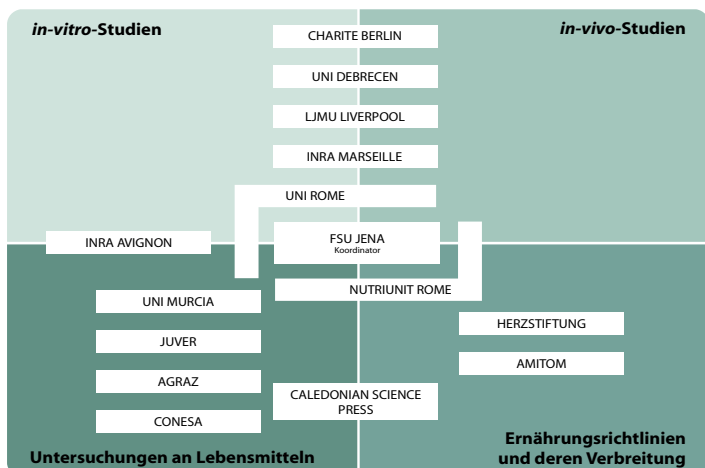 in-vitro-Studien
in-vivo-Studien
CHARITE BERLIN
UNI DEBRECEN
LJMU LIVERPOOL
INRA MARSEILLE
UNI ROME
INRA AVIGNON
FSU JENA
Koordinator
NUTRIUNIT ROME
UNI MURCIA
HERZSTIFTUNG
JUVER
AMITOM
AGRAZ
CALEDONIAN SCIENCE
PRESS
CONESA
Untersuchungen an Lebensmitteln
Ernährungsrichtlinien
und deren Verbreitung